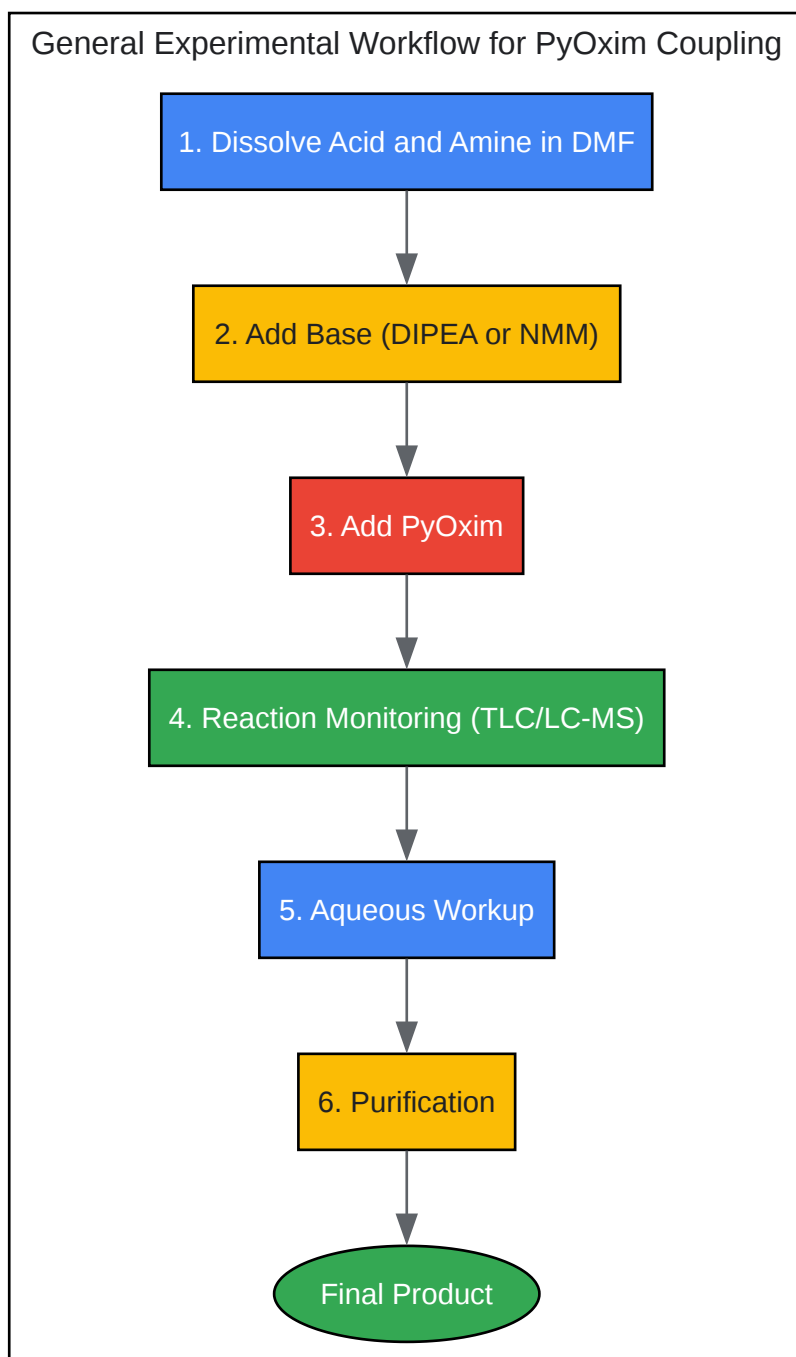 General Experimental Workflow for PyOxim Coupling
1. Dissolve Acid and Amine in DMF
2. Add Base (DIPEA or NMM)
3. Add PyOxim
4. Reaction Monitoring (TLC/LC-MS)
5. Aqueous Workup
6. Purification
Final Product